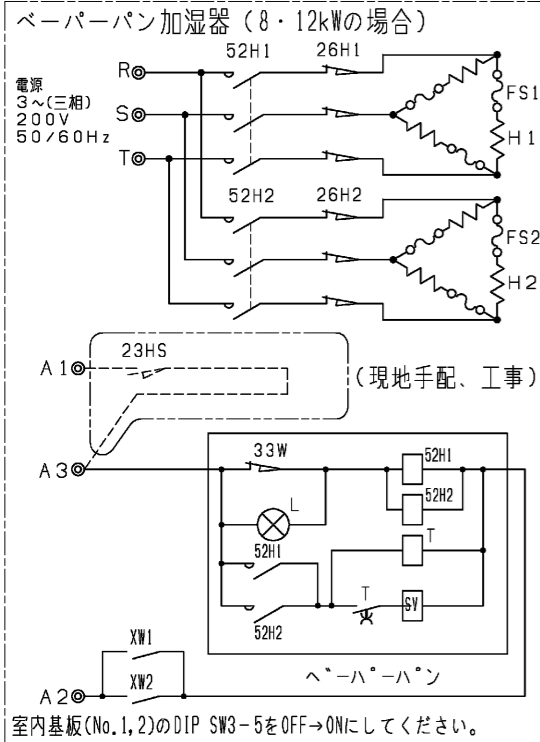 ベーパーパン加湿器(8・12kWの場合)
52H1 26H1
R
電源
3~(三相)
200V
50/60Hz
S
T
FS1
H1
52H2 26H2
FS2
H2
23HS
A1
(現地手配、工事)
A3
33W
52H1
52H2
L
T
52H1
T
SV
52H2
ベーパーパン
XW1
XW2
A2
室内基板(No.1,2)のDIP SW3-5をOFF→ONにしてください。